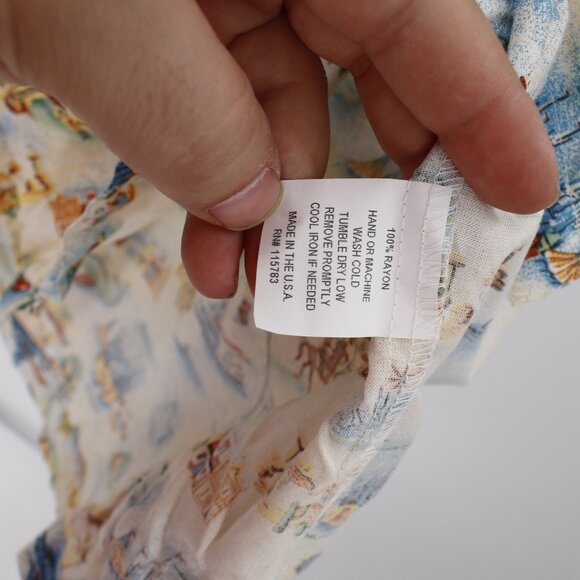 100% RAYON
HAND OR MACHINE
WASH COLD
TUMBLE DRY LOW
REMOVE PROMPTLY
COOL IRON IF NEEDED
MADE IN THE U.S.A.
RN# 115783